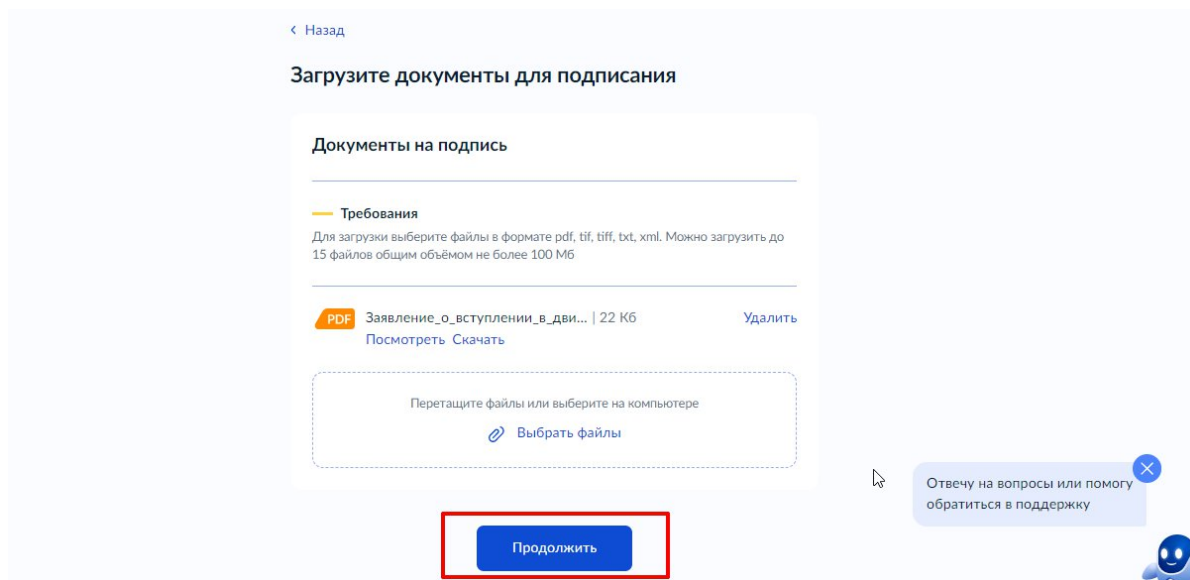 Назад
Загрузите документы для подписания
Документы на подпись
Требования
Для загрузки выберите файлы в формате pdf, tif, tiff, txt, xml. Можно загрузить до
15 файлов общим объёмом не более 100 Мб
PDF Заявление_о_вступлении_в_дви... | 22 Кб Удалить
Посмотреть Скачать
Перетащите файлы или выберите на компьютере
Выбрать файлы
Отвечу на вопросы или помогу
обратиться в поддержку
Продолжить